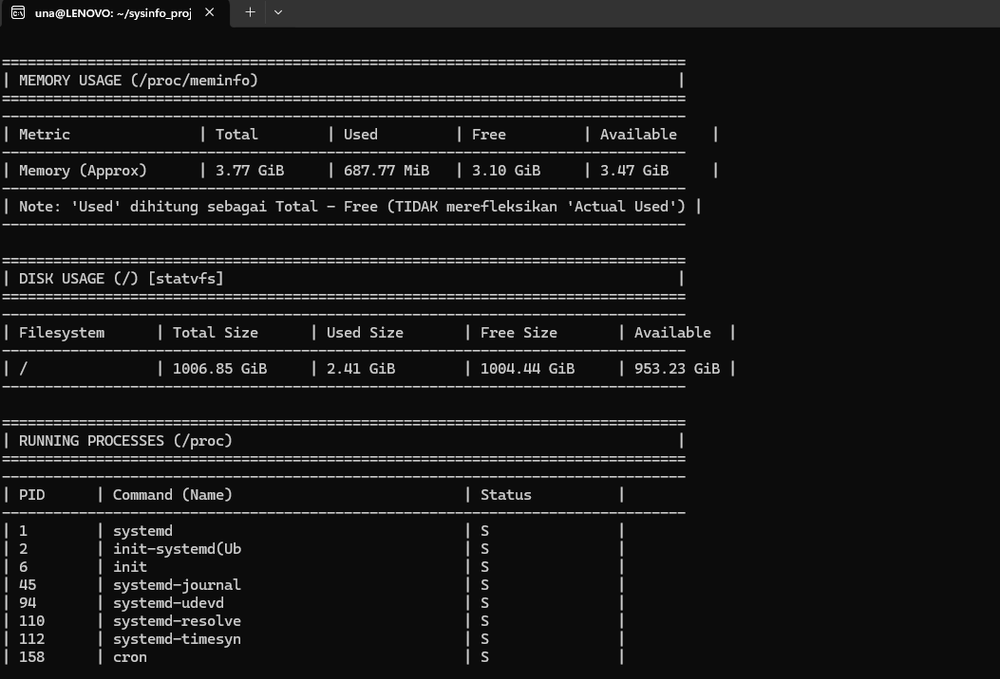 una@LENOVO: ~/sysinfo_proj
================================================================================
| MEMORY USAGE (/proc/meminfo)                                                 |
================================================================================
--------------------------------------------------------------------------------
| Metric               | Total        | Used         | Free         | Available    |
--------------------------------------------------------------------------------
| Memory (Approx)      | 3.77 GiB     | 687.77 MiB   | 3.10 GiB     | 3.47 GiB     |
--------------------------------------------------------------------------------
| Note: 'Used' dihitung sebagai Total - Free (TIDAK merefleksikan 'Actual Used') |
--------------------------------------------------------------------------------
================================================================================
| DISK USAGE (/) [statvfs]                                                     |
================================================================================
--------------------------------------------------------------------------------
| Filesystem      | Total Size      | Used Size       | Free Size       | Available  |
--------------------------------------------------------------------------------
| /               | 1006.85 GiB     | 2.41 GiB        | 1004.44 GiB     | 953.23 GiB |
--------------------------------------------------------------------------------
================================================================================
| RUNNING PROCESSES (/proc)                                                    |
================================================================================
--------------------------------------------------------------------------------
| PID      | Command (Name)                           | Status          |
--------------------------------------------------------------------------------
| 1        | systemd                                  | S               |
| 2        | init-systemd(Ub                          | S               |
| 6        | init                                     | S               |
| 45       | systemd-journal                          | S               |
| 94       | systemd-udevd                            | S               |
| 110      | systemd-resolve                          | S               |
| 112      | systemd-timesyn                          | S               |
| 158      | cron                                     | S               |